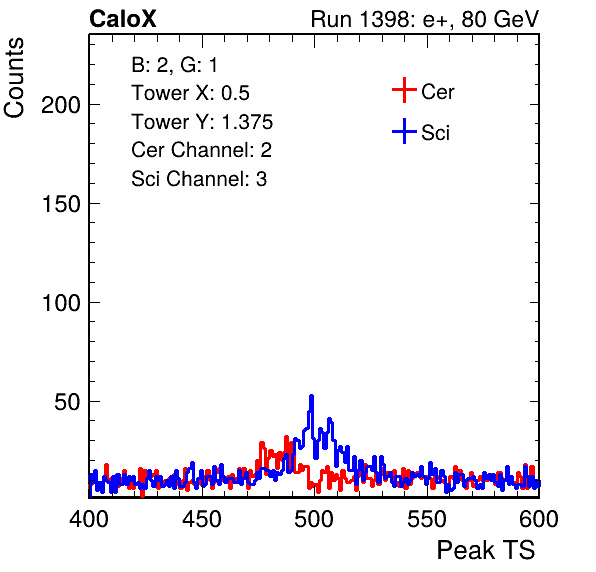 CaloX Run 1398: e+, 80 GeV
Counts
B: 2, G: 1
Tower X: 0.5
Tower Y: 1.375
Cer Channel: 2
Sci Channel: 3
Cer
Sci
200
150
100
50
400 450 500 550 600
Peak TS